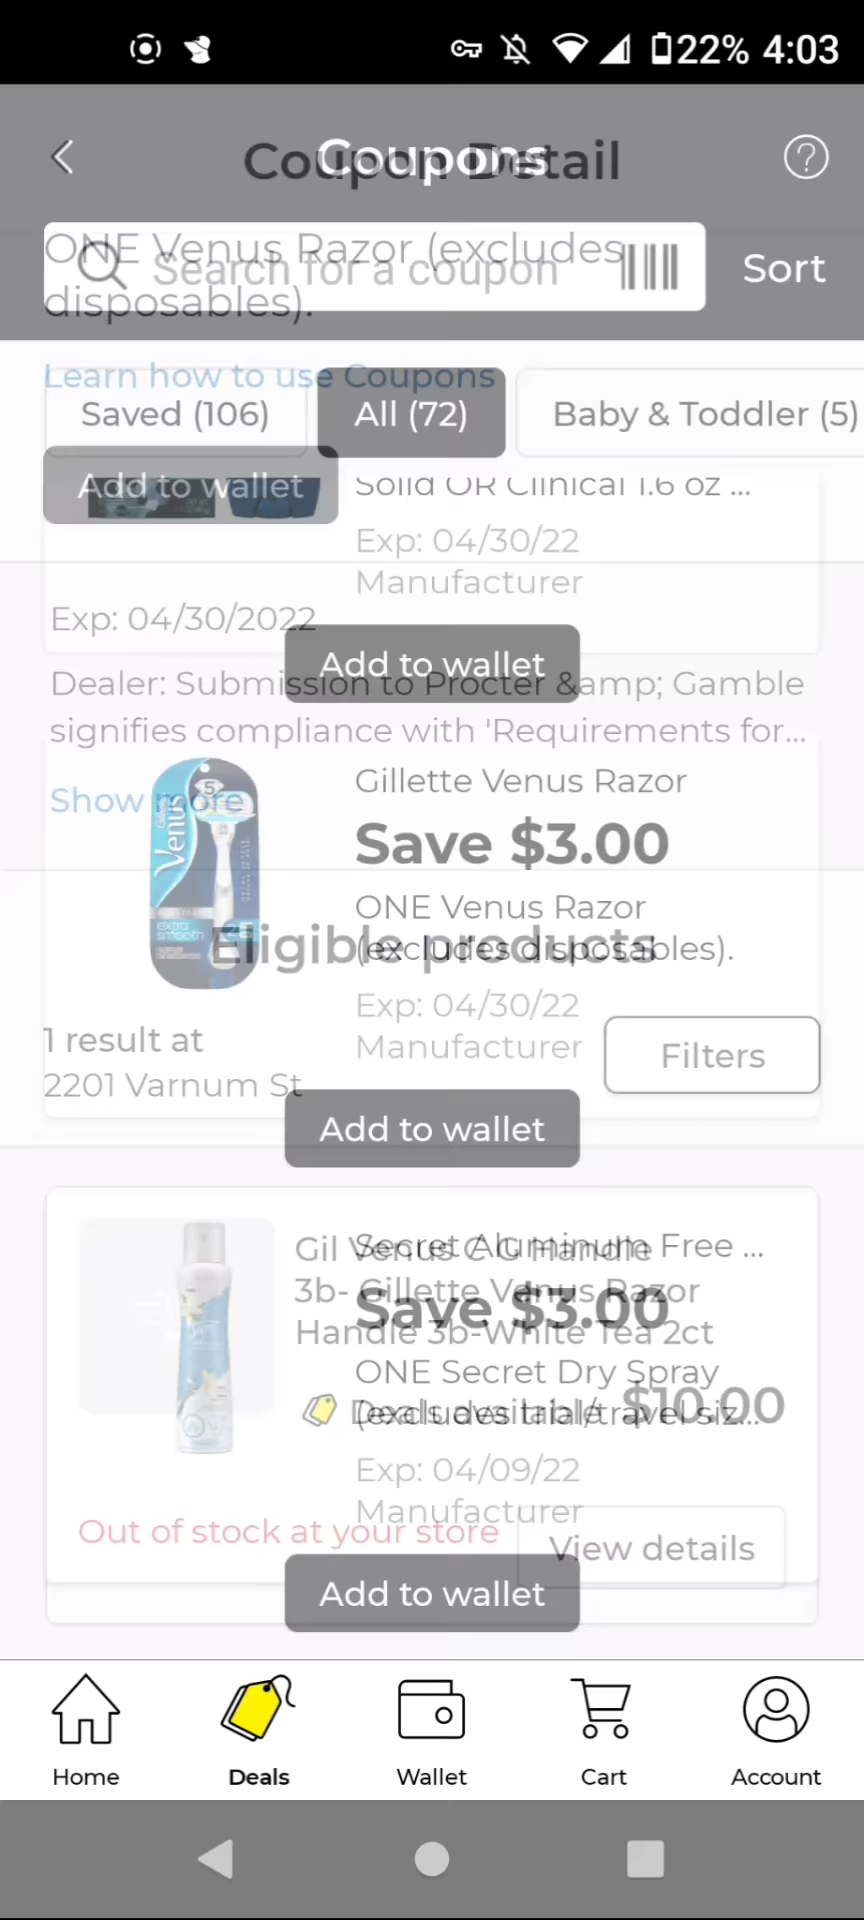 22% 4:03
Coupon Detail
Coupons
ONE Venus Razor (excludes
disposables).
Search for a coupon
Sort
Learn how to use Coupons
Saved (106)
All (72)
Baby & Toddler (5)
Add to wallet
Solid OR Clinical 1.6 oz ...
Exp: 04/30/22
Manufacturer
Exp: 04/30/2022
Add to wallet
Dealer: Submission to Procter &amp; Gamble
signifies compliance with 'Requirements for...
Show more
5
Gillette
Venus
extra
smooth
Gillette Venus Razor
Save $3.00
ONE Venus Razor
(excludes disposables).
Eligible products
Exp: 04/30/22
Manufacturer
1 result at
2201 Varnum St
Filters
Add to wallet
Gil Venus C G Handle
3b- Gillette Venus Razor
Handle 3b-White Tea 2ct
Secret Aluminum Free ...
Save $3.00
ONE Secret Dry Spray
(excludes trial/travel siz...
Deals available
$10.00
Exp: 04/09/22
Manufacturer
Out of stock at your store
View details
Add to wallet
Home
Deals
Wallet
Cart
Account